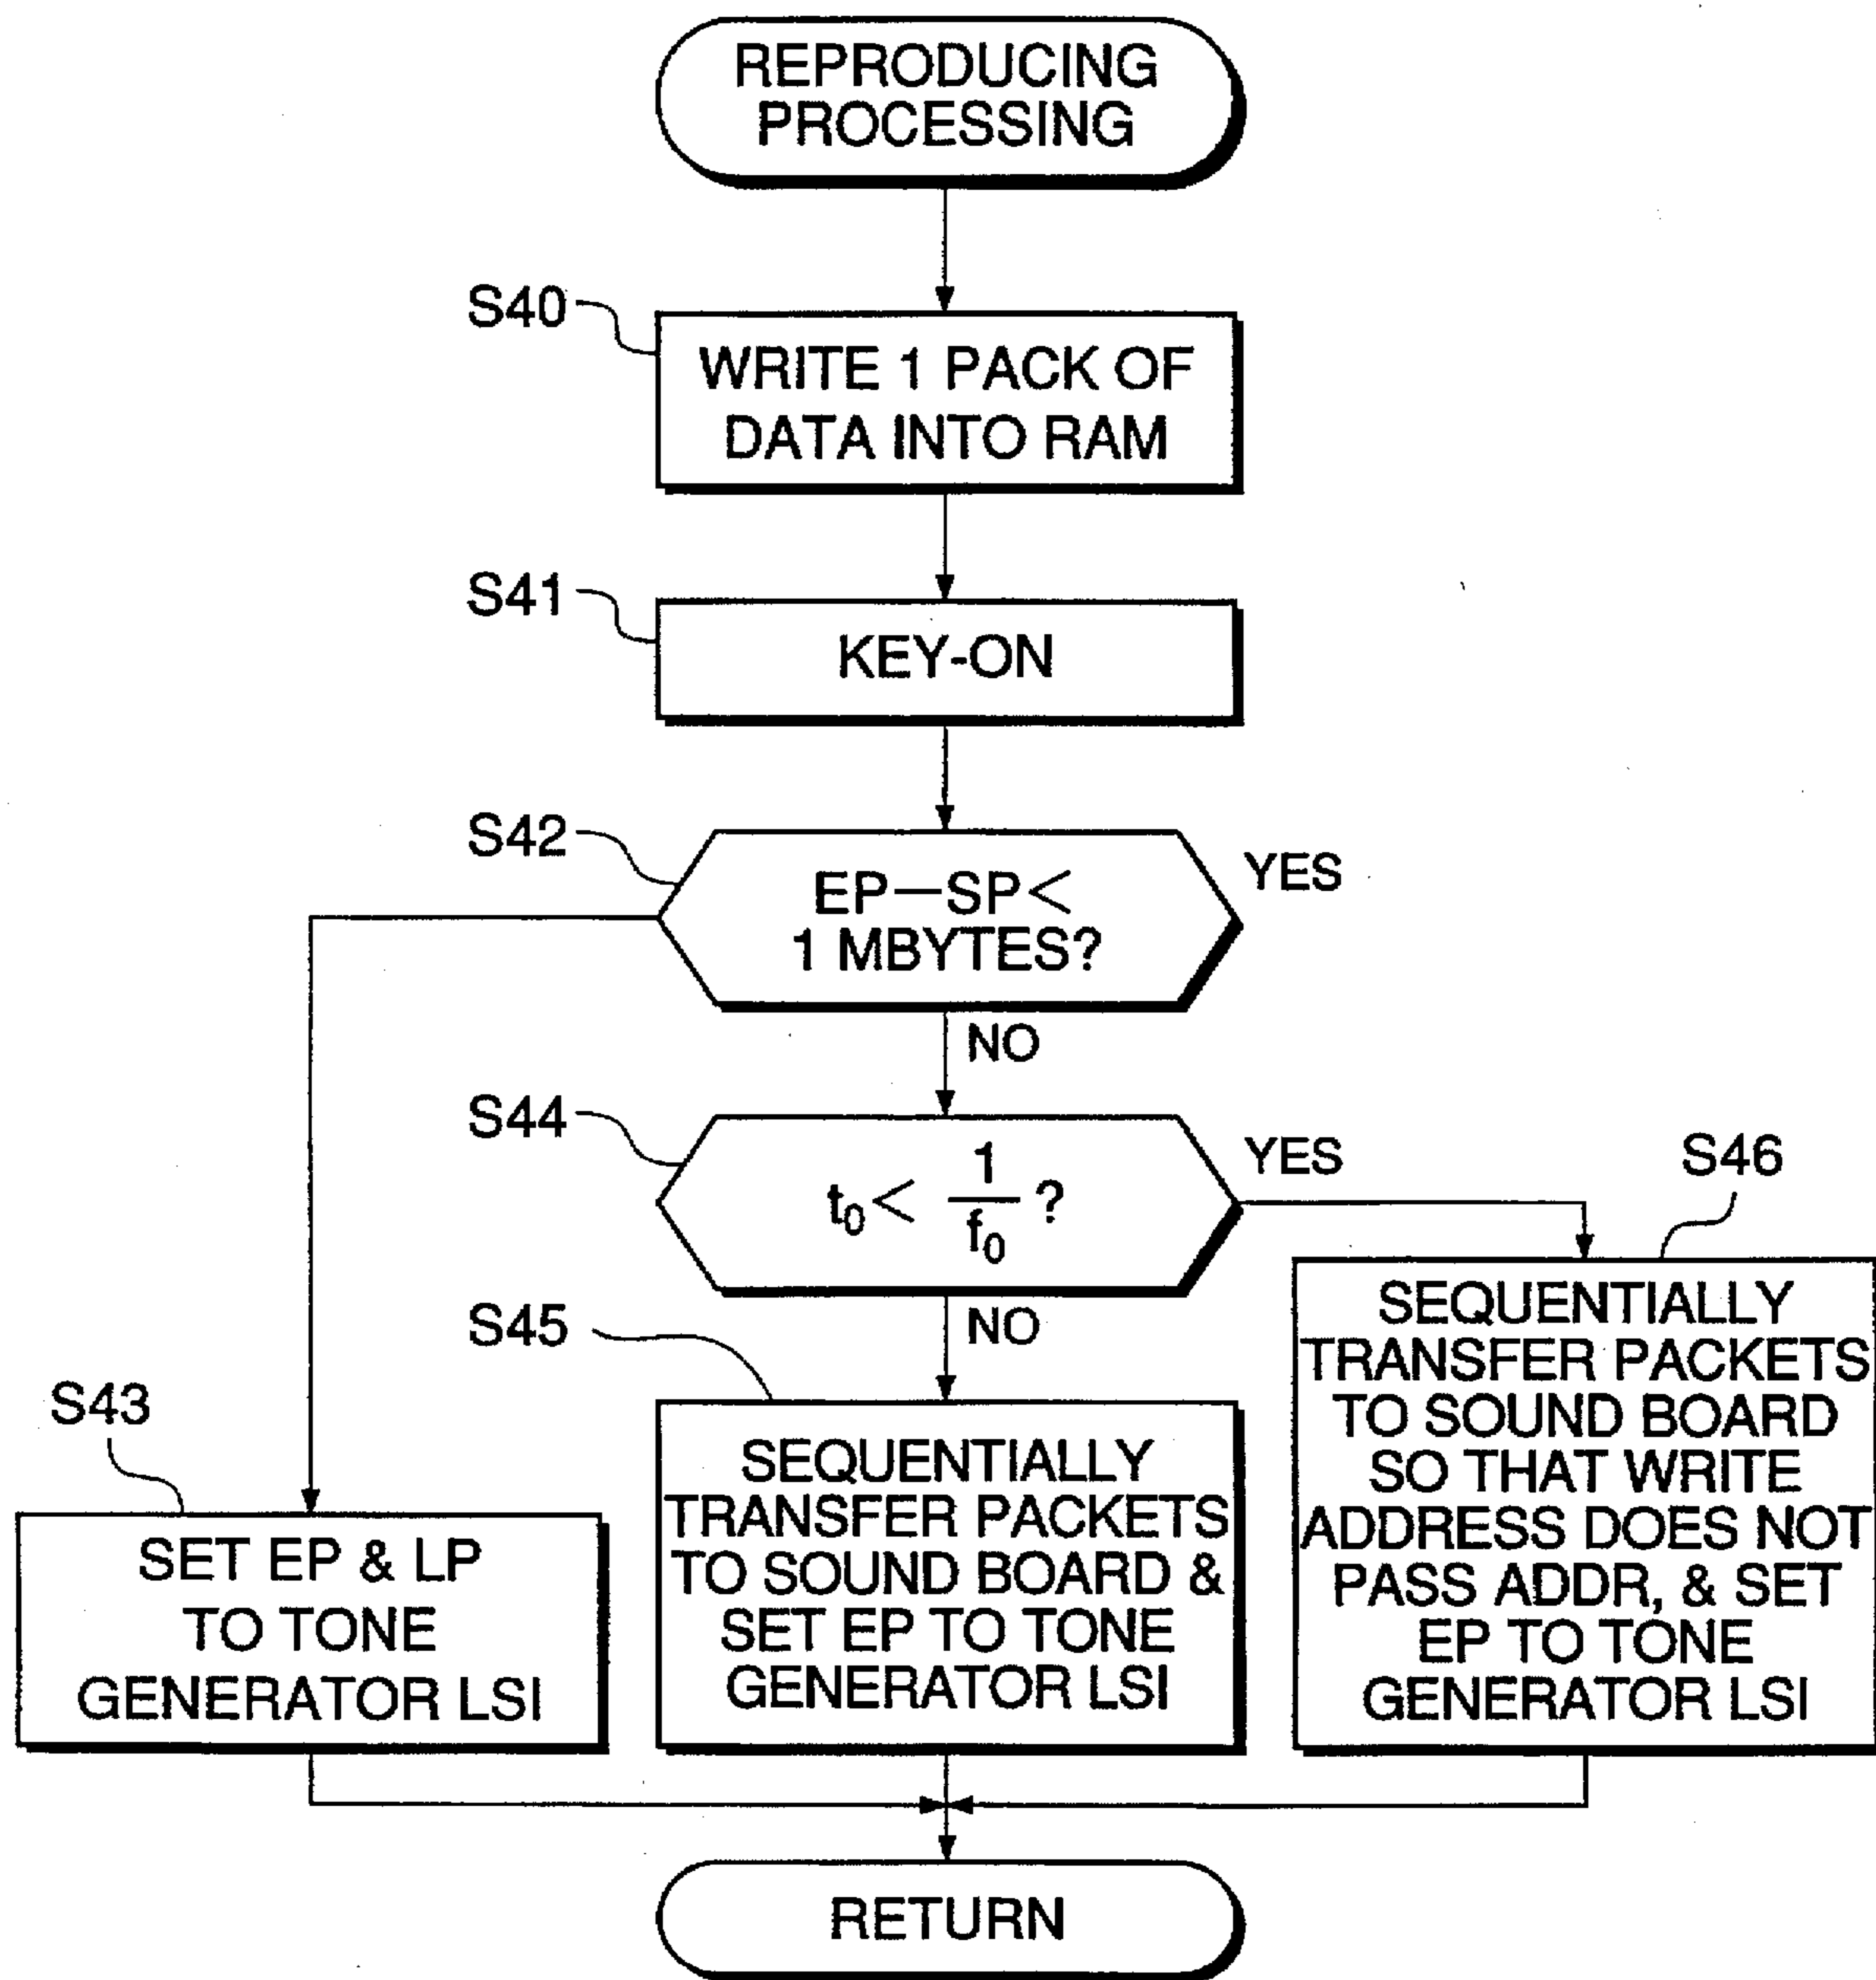 REPRODUCING
PROCESSING
S40
WRITE 1 PACK OF
DATA INTO RAM
S41
KEY-ON
S42
EP—SP<
1 MBYTES?
YES
NO
S44
t₀< 1/f₀ ?
YES
NO
S43
SET EP & LP
TO TONE
GENERATOR LSI
S45
SEQUENTIALLY
TRANSFER PACKETS
TO SOUND BOARD &
SET EP TO TONE
GENERATOR LSI
S46
SEQUENTIALLY
TRANSFER PACKETS
TO SOUND BOARD
SO THAT WRITE
ADDRESS DOES NOT
PASS ADDR, & SET
EP TO TONE
GENERATOR LSI
RETURN